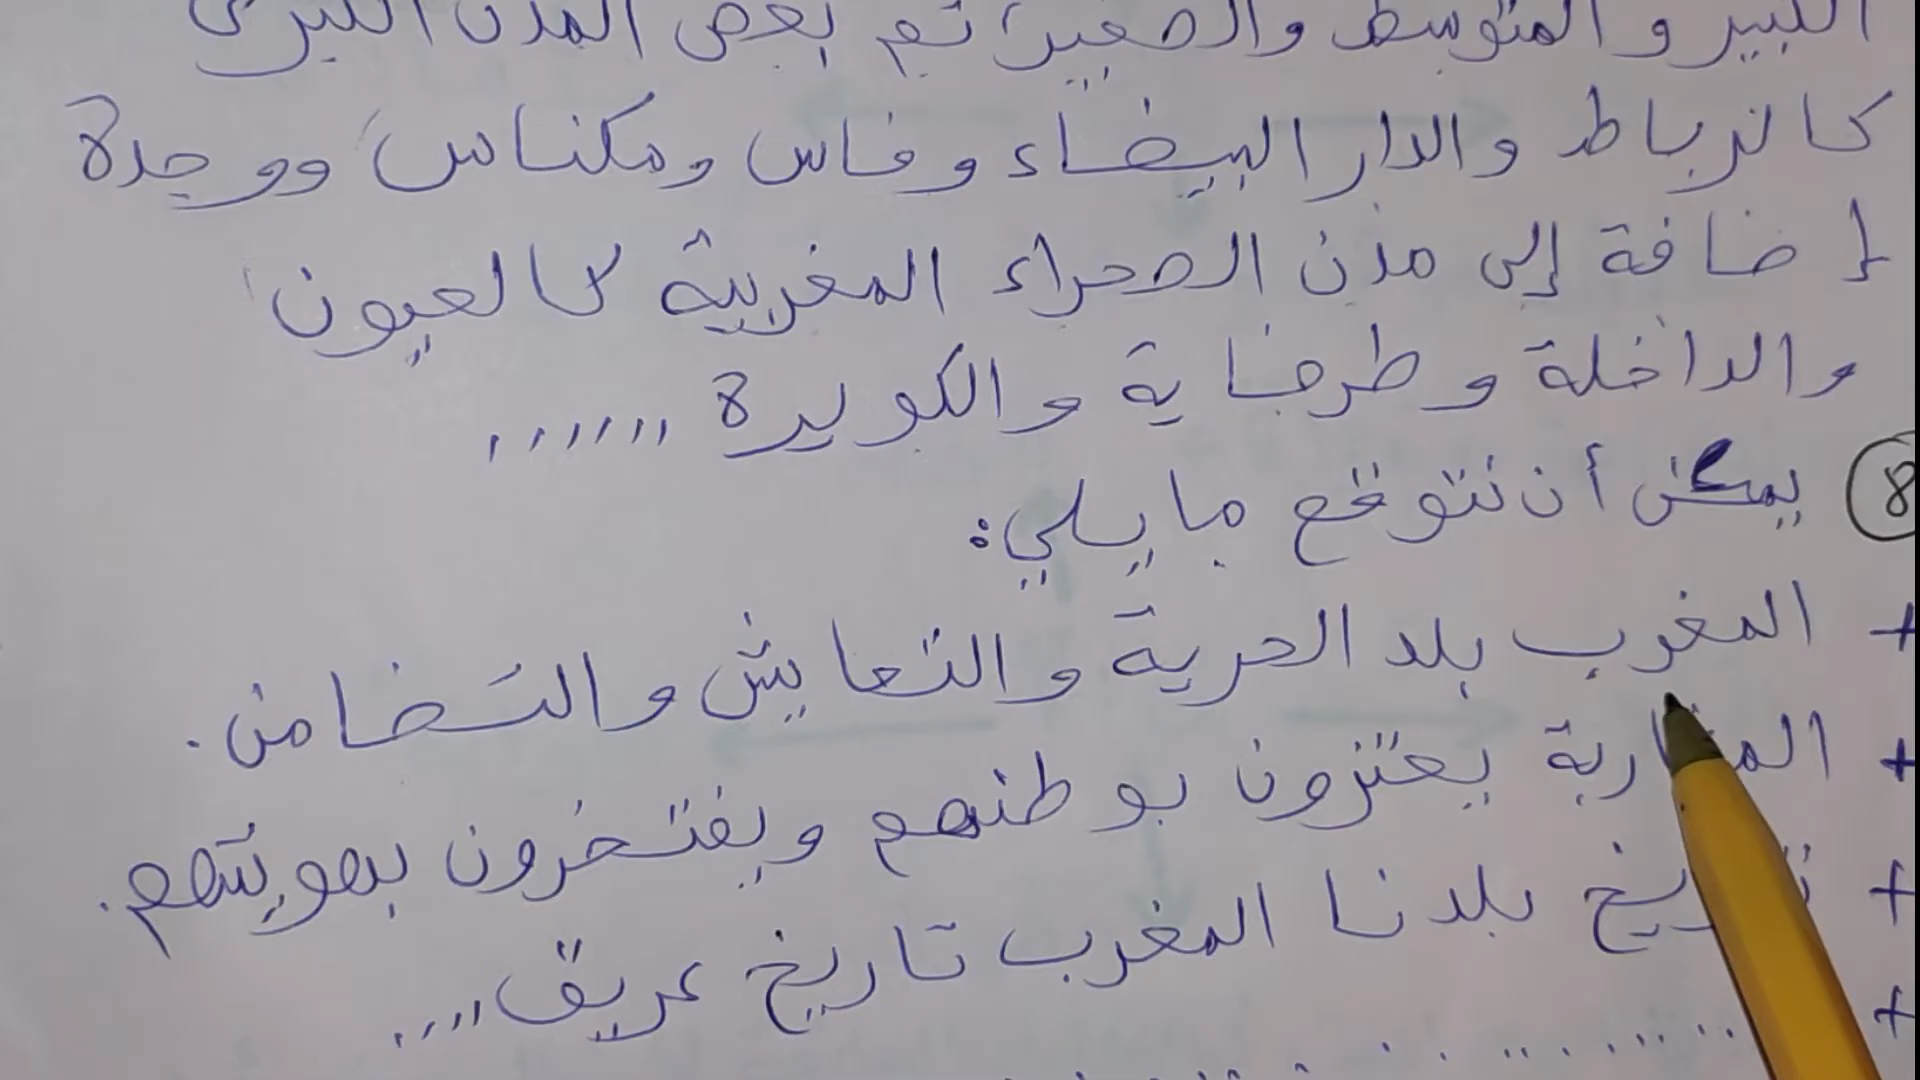 الكبير والمتوسط والصغير ثم بعض المدن الكبرى
كالرباط والدار البيضاء وفاس ومكناس ووجدة
إضافة إلى مدن الصحراء المغربية كالعيون
والداخلة وطرفاية والكويرة ......
8 يمكن أن نتوقع ما يلي:
+ المغرب بلد الحرية والتعايش والتضامن.
+ المغاربة يعتزون بوطنهم ويفتخرون بهويتهم.
+ تاريخ بلدنا المغرب تاريخ عريق....
+ ..........